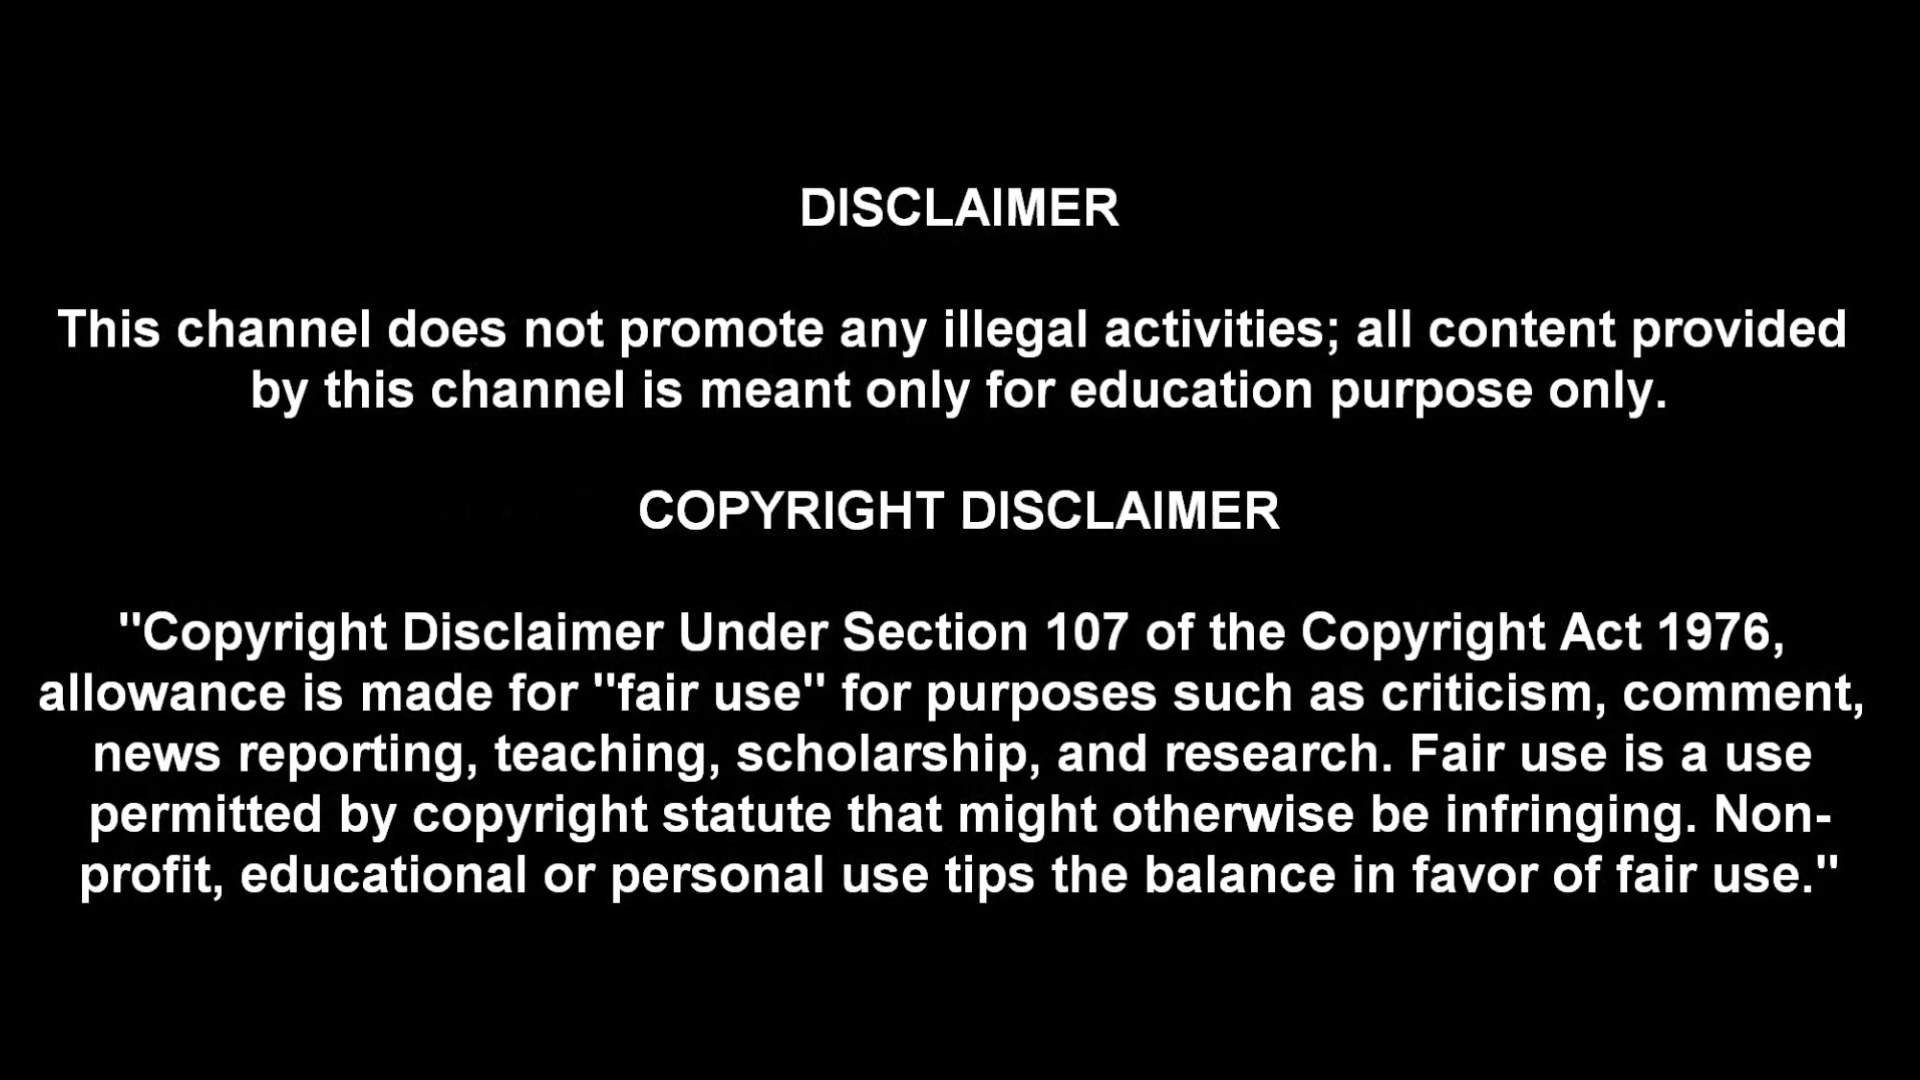 DISCLAIMER
This channel does not promote any illegal activities; all content provided
by this channel is meant only for education purpose only.
COPYRIGHT DISCLAIMER
"Copyright Disclaimer Under Section 107 of the Copyright Act 1976,
allowance is made for "fair use" for purposes such as criticism, comment,
news reporting, teaching, scholarship, and research. Fair use is a use
permitted by copyright statute that might otherwise be infringing. Non-
profit, educational or personal use tips the balance in favor of fair use."